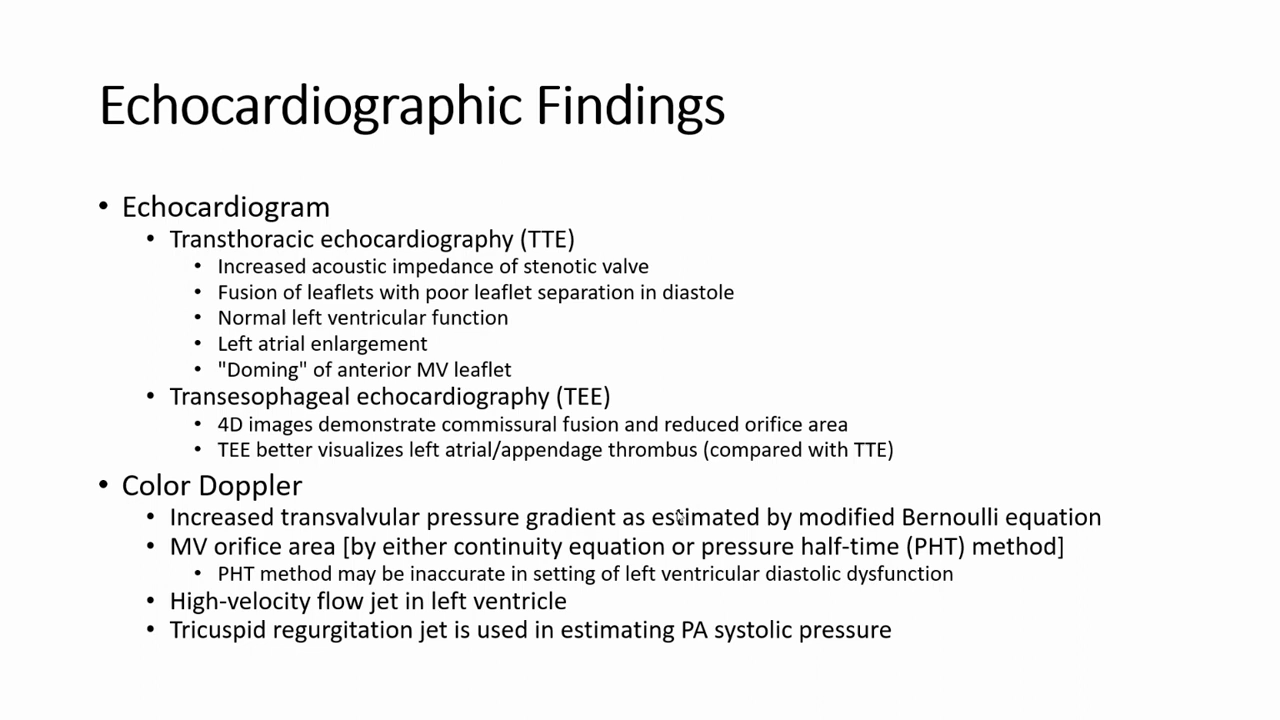 Echocardiographic Findings
• Echocardiogram
• Transthoracic echocardiography (TTE)
• Increased acoustic impedance of stenotic valve
• Fusion of leaflets with poor leaflet separation in diastole
• Normal left ventricular function
• Left atrial enlargement
• "Doming" of anterior MV leaflet
• Transesophageal echocardiography (TEE)
• 4D images demonstrate commissural fusion and reduced orifice area
• TEE better visualizes left atrial/appendage thrombus (compared with TTE)
• Color Doppler
• Increased transvalvular pressure gradient as estimated by modified Bernoulli equation
• MV orifice area [by either continuity equation or pressure half-time (PHT) method]
• PHT method may be inaccurate in setting of left ventricular diastolic dysfunction
• High-velocity flow jet in left ventricle
• Tricuspid regurgitation jet is used in estimating PA systolic pressure